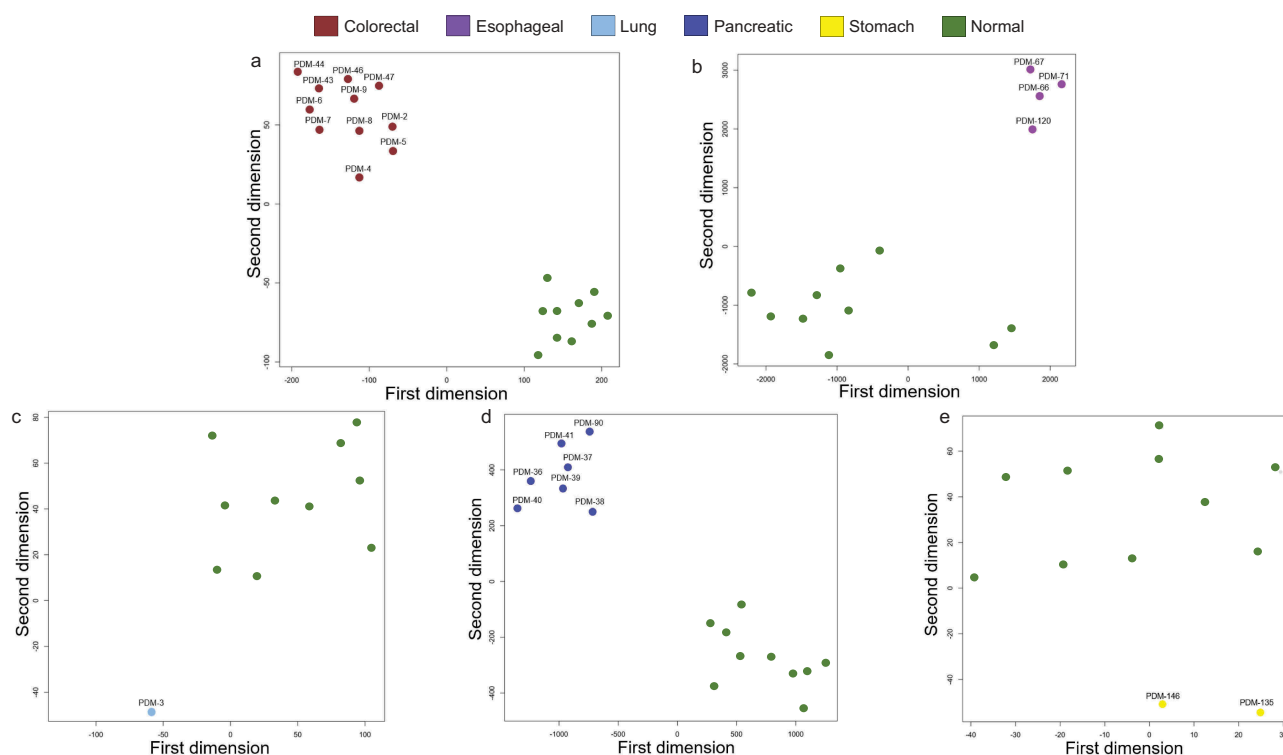 Colorectal Esophageal Lung Pancreatic Stomach Normal
a
PDM-44
PDM-46
PDM-43
PDM-47
PDM-9
PDM-6
PDM-7
PDM-8
PDM-2
PDM-5
PDM-4
Second dimension
50
0
-50
-100
-200 -100 0 100 200
First dimension
b
PDM-67
PDM-71
PDM-66
PDM-120
Second dimension
3000
2000
1000
0
-1000
-2000
-2000 -1000 0 1000 2000
First dimension
c
Second dimension
80
60
40
20
0
-20
-40
PDM-3
-100 -50 0 50 100
First dimension
d
PDM-90
PDM-41
PDM-37
PDM-36
PDM-39
PDM-40
PDM-38
Second dimension
400
200
0
-200
-400
-1000 -500 0 500 1000
First dimension
e
Second dimension
60
40
20
0
-20
-40
PDM-146
PDM-135
-40 -30 -20 -10 0 10 20 30
First dimension